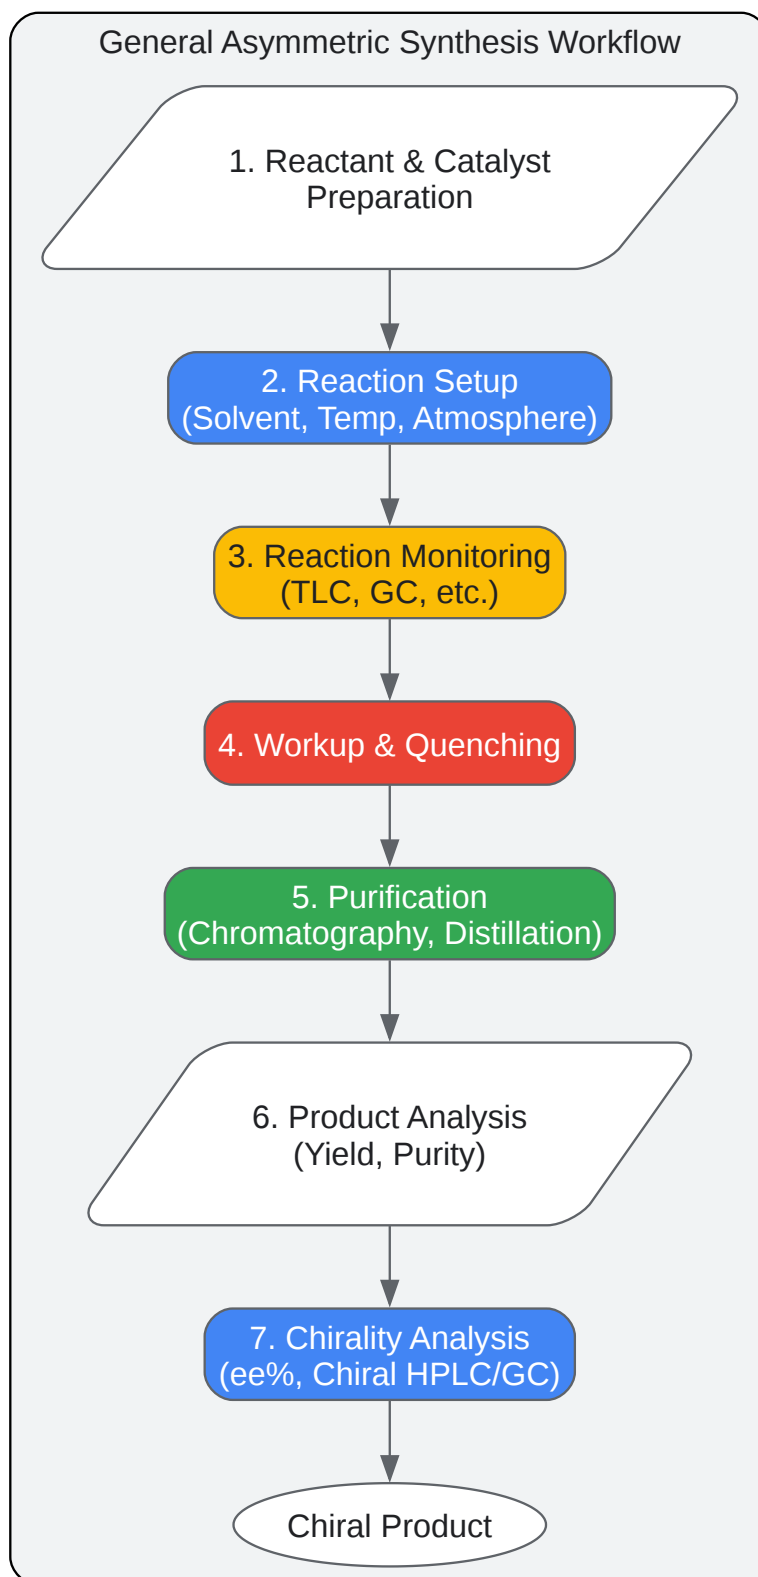 General Asymmetric Synthesis Workflow
1. Reactant & Catalyst
Preparation
2. Reaction Setup
(Solvent, Temp, Atmosphere)
3. Reaction Monitoring
(TLC, GC, etc.)
4. Workup & Quenching
5. Purification
(Chromatography, Distillation)
6. Product Analysis
(Yield, Purity)
7. Chirality Analysis
(ee%, Chiral HPLC/GC)
Chiral Product